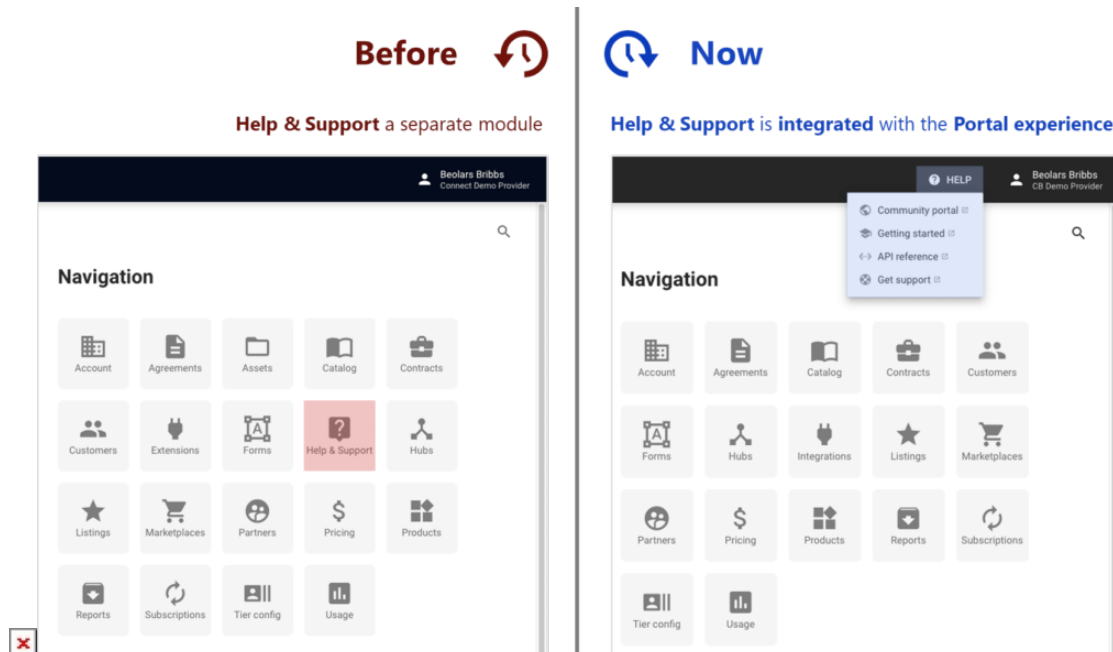 Before
Help & Support a separate module
Beolars Bribbs
Connect Demo Provider
Navigation
Account Agreements Assets Catalog Contracts
Customers Extensions Forms Help & Support Hubs
Listings Marketplaces Partners Pricing Products
Reports Subscriptions Tier config Usage
Now
Help & Support is integrated with the Portal experience
HELP
Beolars Bribbs
CB Demo Provider
Community portal
Getting started
API reference
Get support
Navigation
Account Agreements Catalog Contracts Customers
Forms Hubs Integrations Listings Marketplaces
Partners Pricing Products Reports Subscriptions
Tier config Usage